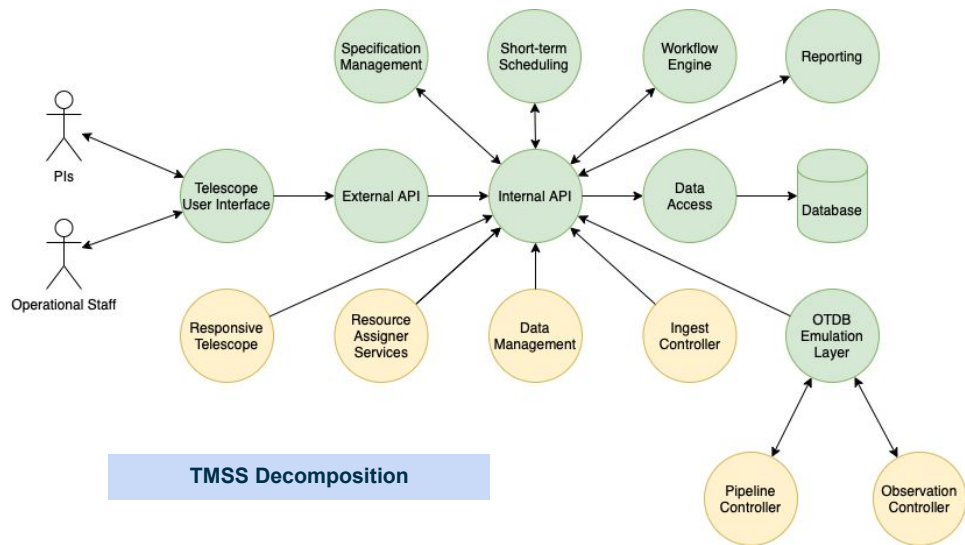 Specification
Management
Short-term
Scheduling
Workflow
Engine
Reporting
PIs
Telescope
User Interface
External API
Internal API
Data
Access
Database
Operational Staff
Responsive
Telescope
Resource
Assigner
Services
Data
Management
Ingest
Controller
OTDB
Emulation
Layer
TMSS Decomposition
Pipeline
Controller
Observation
Controller